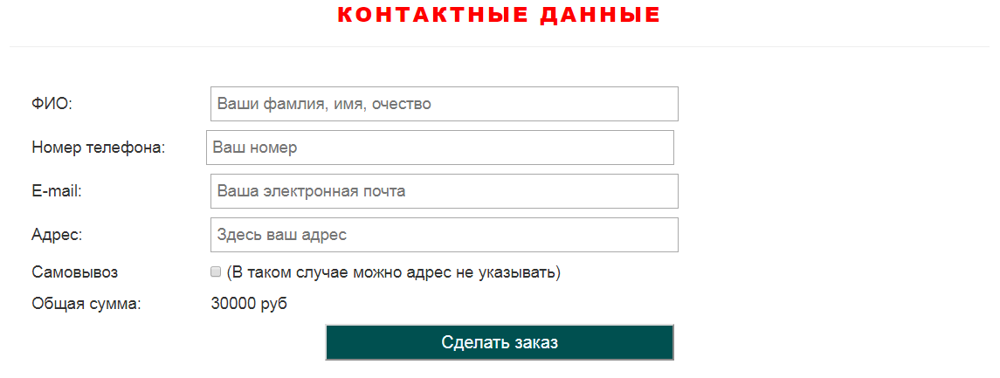 КОНТАКТНЫЕ ДАННЫЕ
ФИО: Ваши фамлия, имя, очество
Номер телефона: Ваш номер
E-mail: Ваша электронная почта
Адрес: Здесь ваш адрес
Самовывоз (В таком случае можно адрес не указывать)
Общая сумма: 30000 руб
Сделать заказ